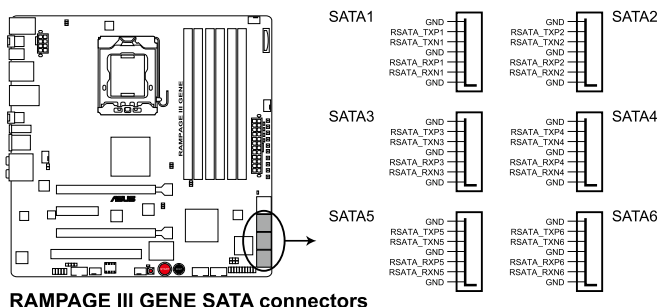 SATA1
GND
RSATA_TXP1
RSATA_TXN1
GND
RSATA_RXP1
RSATA_RXN1
GND
SATA2
GND
RSATA_TXP2
RSATA_TXN2
GND
RSATA_RXP2
RSATA_RXN2
GND
SATA3
GND
RSATA_TXP3
RSATA_TXN3
GND
RSATA_RXP3
RSATA_RXN3
GND
SATA4
GND
RSATA_TXP4
RSATA_TXN4
GND
RSATA_RXP4
RSATA_RXN4
GND
SATA5
GND
RSATA_TXP5
RSATA_TXN5
GND
RSATA_RXP5
RSATA_RXN5
GND
SATA6
GND
RSATA_TXP6
RSATA_TXN6
GND
RSATA_RXP6
RSATA_RXN6
GND
RAMPAGE III GENE
ASUS
RAMPAGE III GENE SATA connectors